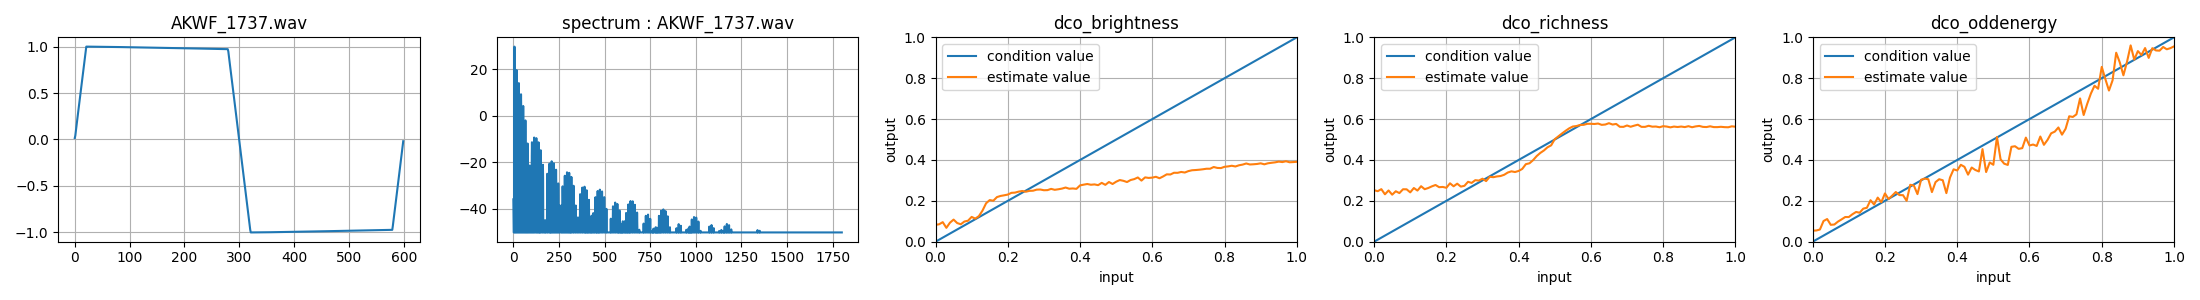 AKWF_1737.wav
1.0
0.5
0.0
−0.5
−1.0
0 100 200 300 400 500 600
spectrum : AKWF_1737.wav
20
0
−20
−40
0 250 500 750 1000 1250 1500 1750
dco_brightness
condition value
estimate value
output
1.0
0.8
0.6
0.4
0.2
0.0
0.0 0.2 0.4 0.6 0.8 1.0
input
dco_richness
condition value
estimate value
output
1.0
0.8
0.6
0.4
0.2
0.0
0.0 0.2 0.4 0.6 0.8 1.0
input
dco_oddenergy
condition value
estimate value
output
1.0
0.8
0.6
0.4
0.2
0.0
0.0 0.2 0.4 0.6 0.8 1.0
input